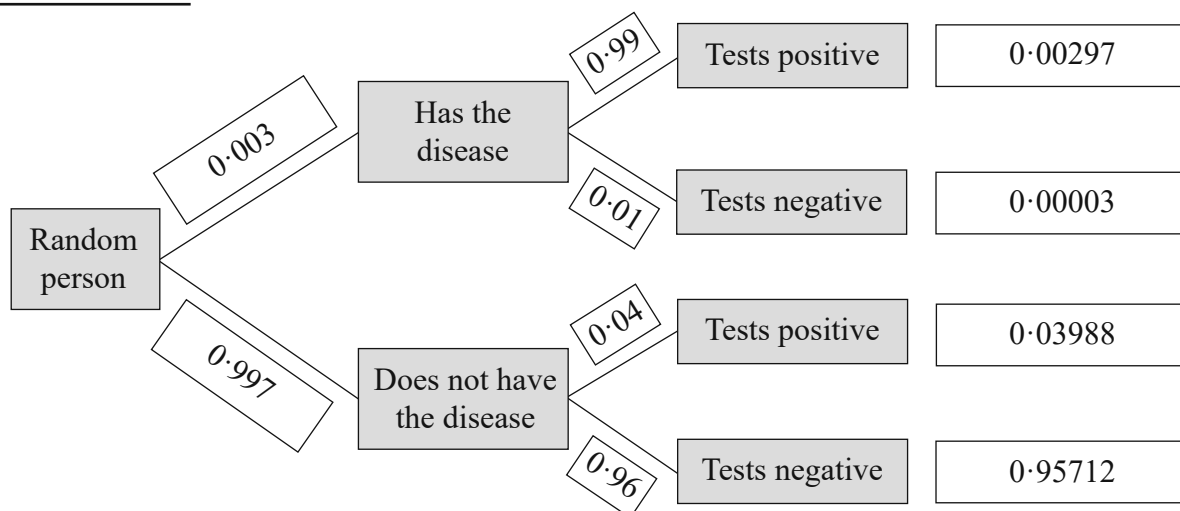 0·99
Tests positive
0·00297
0·003
Has the
disease
0·01
Tests negative
0·00003
Random
person
0·04
Tests positive
0·03988
0·997
Does not have
the disease
0·96
Tests negative
0·95712